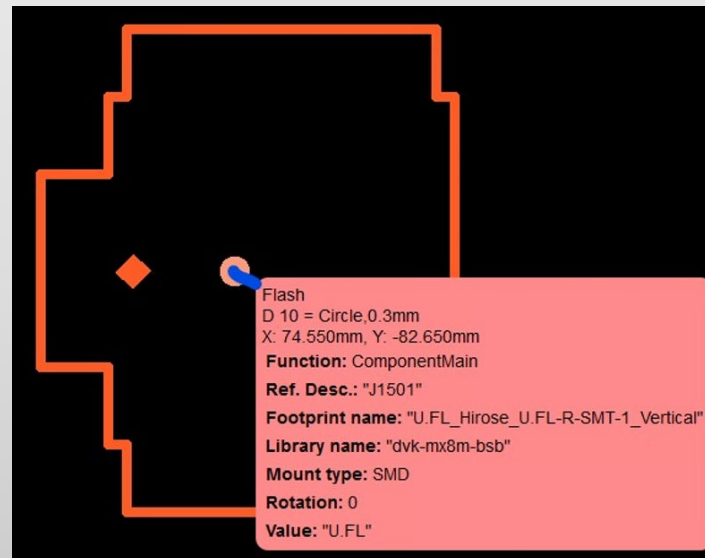 Flash
D 10 = Circle,0.3mm
X: 74.550mm, Y: -82.650mm
Function: ComponentMain
Ref. Desc.: "J1501"
Footprint name: "U.FL_Hirose_U.FL-R-SMT-1_Vertical"
Library name: "dvk-mx8m-bsb"
Mount type: SMD
Rotation: 0
Value: "U.FL"